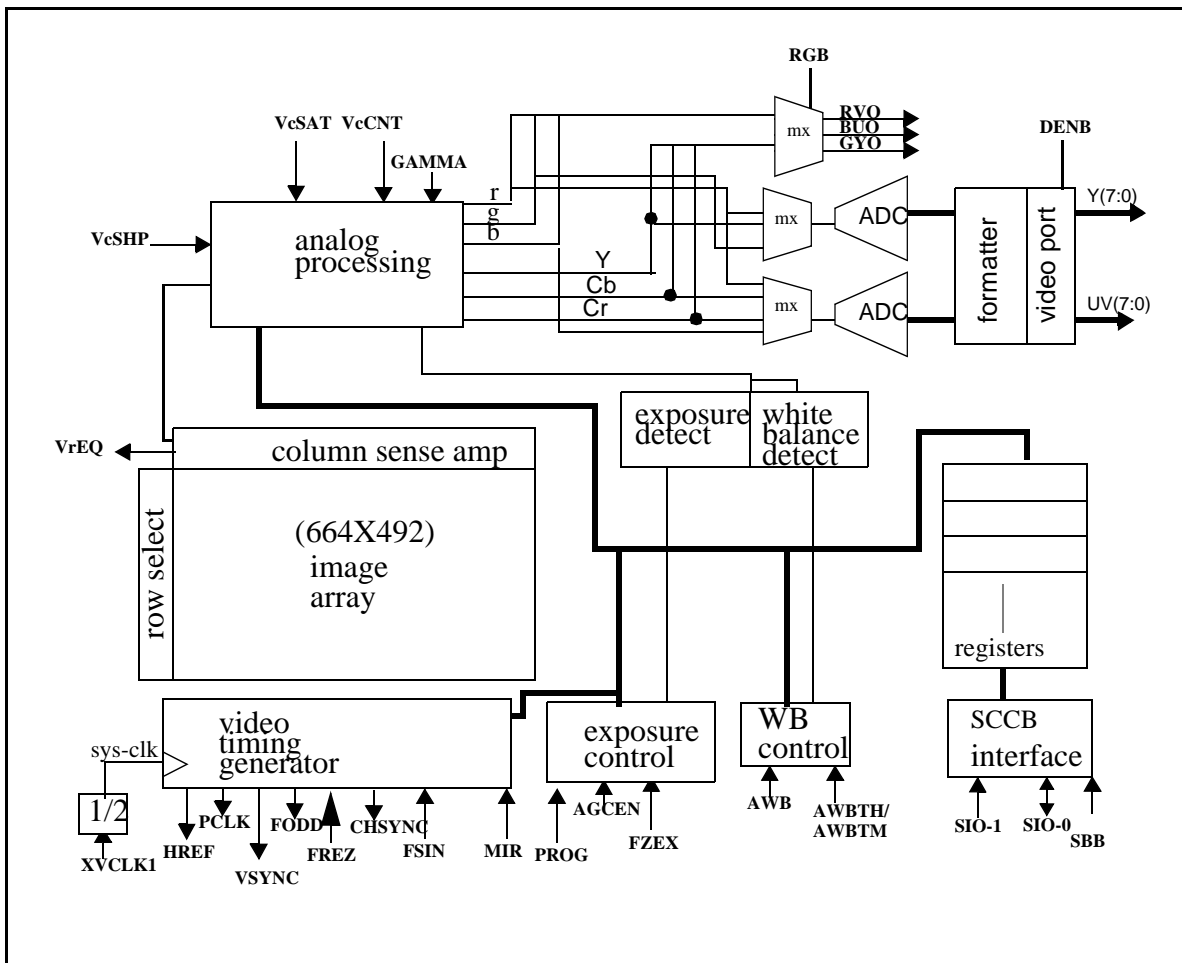 RGB
RVO
BUO
GYO
mx
VcSAT VcCNT
GAMMA
DENB
VcSHP
analog
processing
r
g
b
Y
Cb
Cr
mx
ADC
mx
ADC
formatter
video port
Y(7:0)
UV(7:0)
exposure
detect
white
balance
detect
VrEQ
column sense amp
row select
(664X492)
image
array
registers
sys-clk
video
timing
generator
exposure
control
WB
control
SCCB
interface
1/2
XVCLK1
HREF
PCLK
VSYNC
FODD
FREZ
CHSYNC
FSIN
MIR
PROG
AGCEN
FZEX
AWB
AWBTH/
AWBTM
SIO-1
SIO-0
SBB